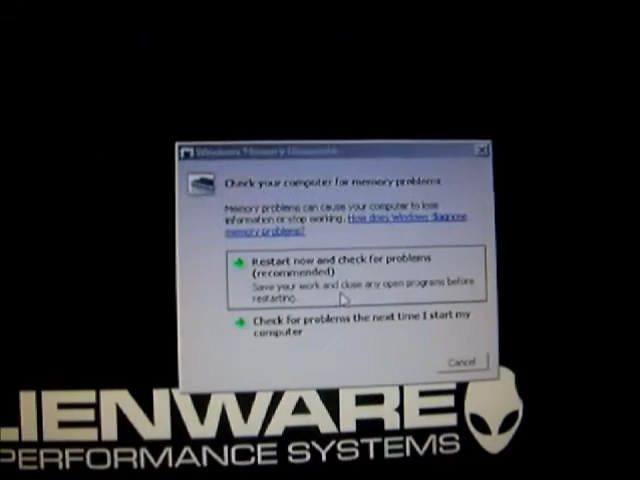 Windows Memory Diagnostic
Check your computer for memory problems
Memory problems can cause your computer to lose
information or stop working. How does Windows diagnose
memory problems?
Restart now and check for problems
(recommended)
Save your work and close any open programs before
restarting.
Check for problems the next time I start my
computer
Cancel
LIENWARE
PERFORMANCE SYSTEMS